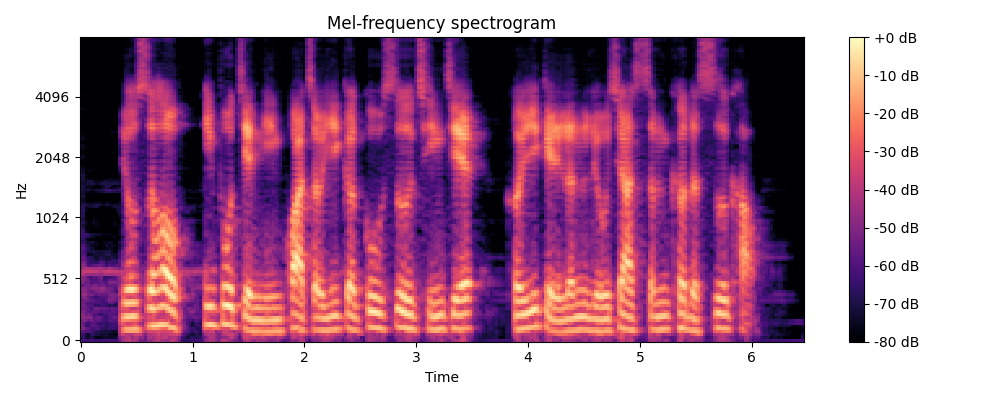 Mel-frequency spectrogram
+0 dB
-10 dB
-20 dB
-30 dB
-40 dB
-50 dB
-60 dB
-70 dB
-80 dB
4096
2048
1024
512
0
Hz
0 1 2 3 4 5 6
Time